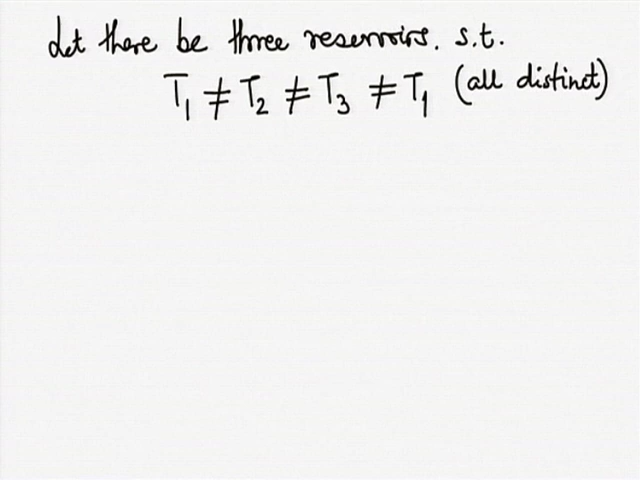 Let there be three reservoirs. s.t.
T₁ ≠ T₂ ≠ T₃ ≠ T₁ (all distinct)